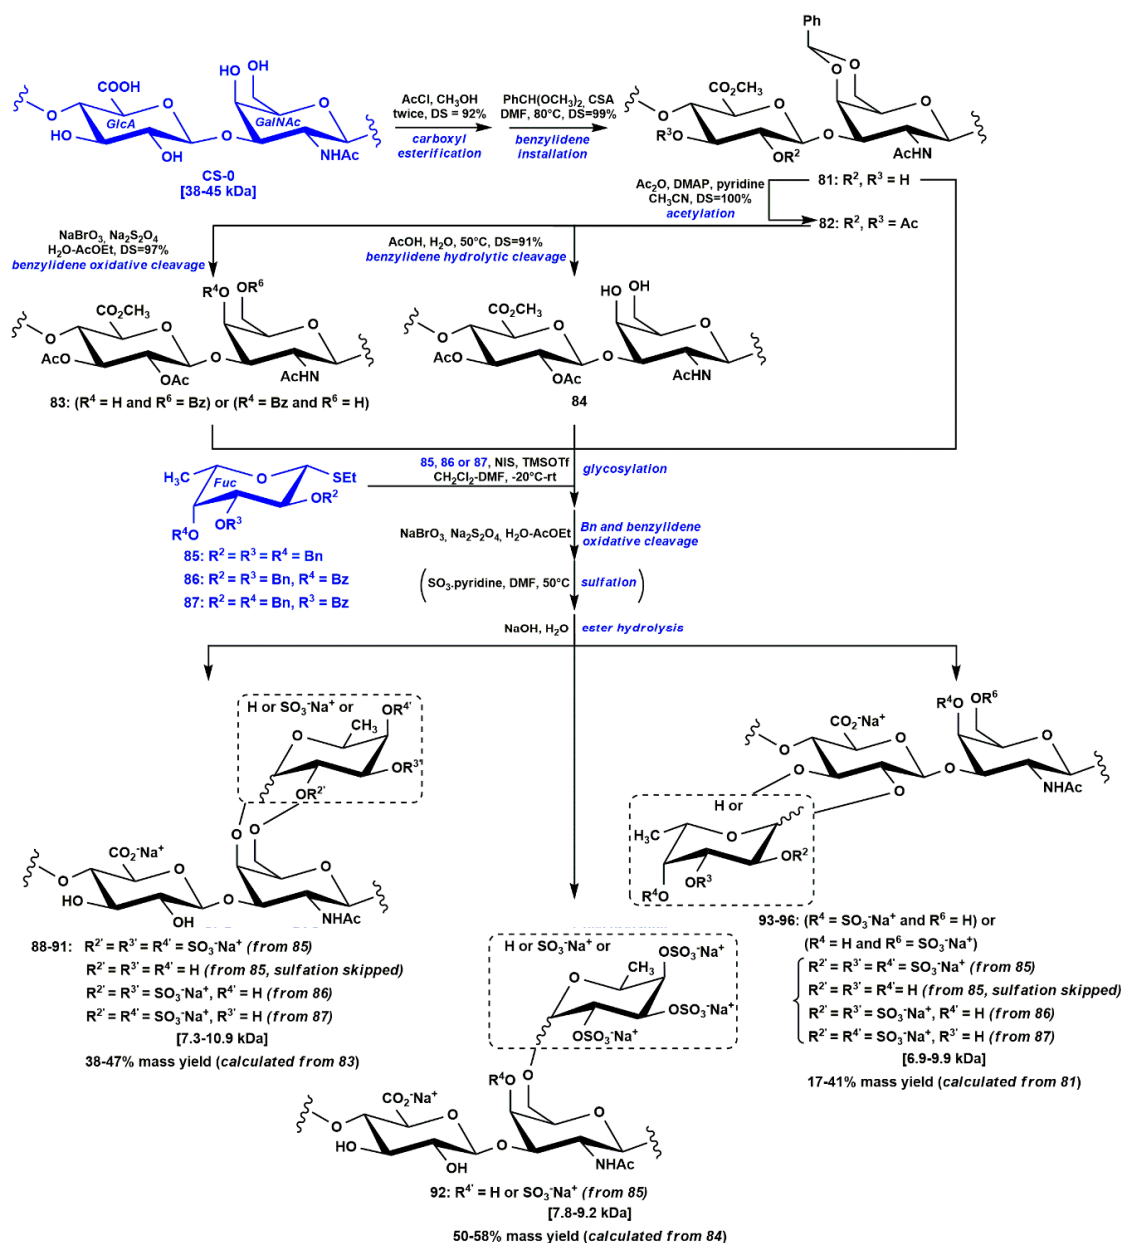 Ph
COOH
HO
OH
O
O
GlcA
GalNAc
O
HO
OH
O
O
NHAc
CS-0
[38-45 kDa]
AcCl, CH₃OH
twice, DS = 92%
carboxyl
esterification
PhCH(OCH₃)₂, CSA
DMF, 80°C, DS=99%
benzylidene
installation
O
O
CO₂CH₃
O
O
O
R³O
OR²
O
O
AcHN
81: R², R³ = H
Ac₂O, DMAP, pyridine
CH₃CN, DS=100%
acetylation
82: R², R³ = Ac
NaBrO₃, Na₂S₂O₄
H₂O-AcOEt, DS=97%
benzylidene oxidative cleavage
AcOH, H₂O, 50°C, DS=91%
benzylidene hydrolytic cleavage
R⁴O
OR⁶
CO₂CH₃
O
O
O
AcO
OAc
O
O
AcHN
83: (R⁴ = H and R⁶ = Bz) or (R⁴ = Bz and R⁶ = H)
HO
OH
CO₂CH₃
O
O
O
AcO
OAc
O
O
AcHN
84
H₃C
O
Fuc
SEt
OR²
OR³
R⁴O
85: R² = R³ = R⁴ = Bn
86: R² = R³ = Bn, R⁴ = Bz
87: R² = R⁴ = Bn, R³ = Bz
85, 86 or 87, NIS, TMSOTf
CH₂Cl₂-DMF, -20°C-rt
glycosylation
NaBrO₃, Na₂S₂O₄, H₂O-AcOEt
Bn and benzylidene
oxidative cleavage
(SO₃.pyridine, DMF, 50°C sulfation)
NaOH, H₂O
ester hydrolysis
H or SO₃⁻Na⁺ or
OR⁴'
CH₃
O
OR³'
OR²'
O
O
CO₂⁻Na⁺
O
O
O
HO
OH
O
O
NHAc
88-91: R²' = R³' = R⁴' = SO₃⁻Na⁺ (from 85)
R²' = R³' = R⁴' = H (from 85, sulfation skipped)
R²' = R³' = SO₃⁻Na⁺, R⁴' = H (from 86)
R²' = R⁴' = SO₃⁻Na⁺, R³' = H (from 87)
[7.3-10.9 kDa]
38-47% mass yield (calculated from 83)
H or SO₃⁻Na⁺ or
OSO₃⁻Na⁺
CH₃
O
OSO₃⁻Na⁺
OSO₃⁻Na⁺
R⁴O
O
CO₂⁻Na⁺
O
O
O
HO
OH
O
O
HNAc
92: R⁴' = H or SO₃⁻Na⁺ (from 85)
[7.8-9.2 kDa]
50-58% mass yield (calculated from 84)
R⁴O
OR⁶
CO₂⁻Na⁺
O
O
O
O
O
O
O
NHAc
H or
H₃C
O
OR²
OR³
R⁴O
93-96: (R⁴ = SO₃⁻Na⁺ and R⁶ = H) or
(R⁴ = H and R⁶ = SO₃⁻Na⁺)
R²' = R³' = R⁴' = SO₃⁻Na⁺ (from 85)
R²' = R³' = R⁴'= H (from 85, sulfation skipped)
R²' = R³' = SO₃⁻Na⁺, R⁴' = H (from 86)
R²' = R⁴' = SO₃⁻Na⁺, R³' = H (from 87)
[6.9-9.9 kDa]
17-41% mass yield (calculated from 81)